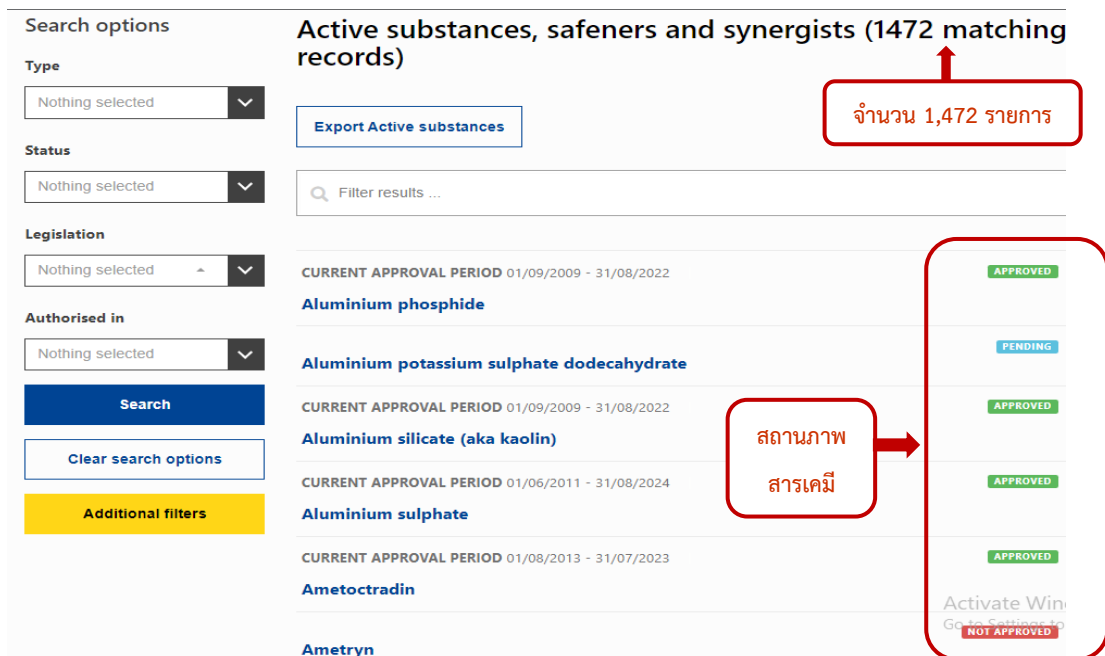 Search options
Type
Nothing selected
Status
Nothing selected
Legislation
Nothing selected
Authorised in
Nothing selected
Search
Clear search options
Additional filters
Active substances, safeners and synergists (1472 matching
records)
จำนวน 1,472 รายการ
Export Active substances
Filter results ...
CURRENT APPROVAL PERIOD 01/09/2009 - 31/08/2022
APPROVED
Aluminium phosphide
PENDING
Aluminium potassium sulphate dodecahydrate
CURRENT APPROVAL PERIOD 01/09/2009 - 31/08/2022
APPROVED
Aluminium silicate (aka kaolin)
สถานภาพ
สารเคมี
CURRENT APPROVAL PERIOD 01/06/2011 - 31/08/2024
APPROVED
Aluminium sulphate
CURRENT APPROVAL PERIOD 01/08/2013 - 31/07/2023
APPROVED
Ametoctradin
Activate Win
Go to Settings to
NOT APPROVED
Ametryn